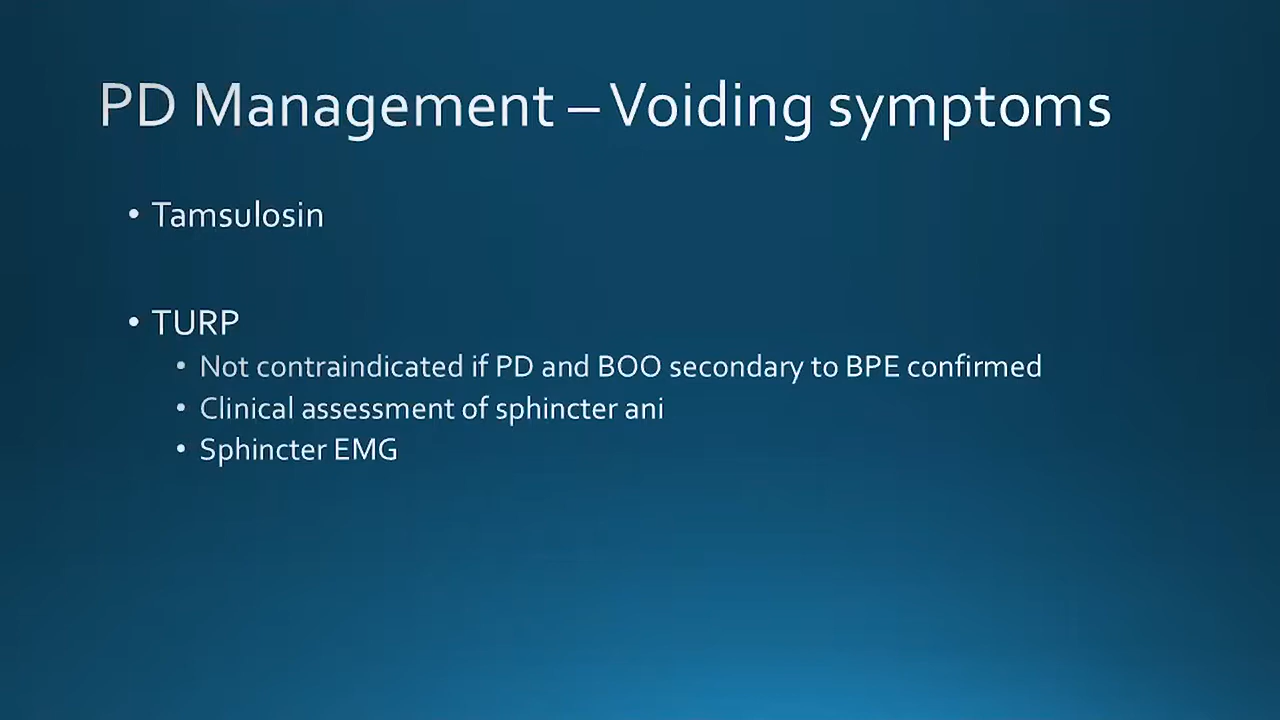 PD Management – Voiding symptoms
• Tamsulosin
• TURP
• Not contraindicated if PD and BOO secondary to BPE confirmed
• Clinical assessment of sphincter ani
• Sphincter EMG